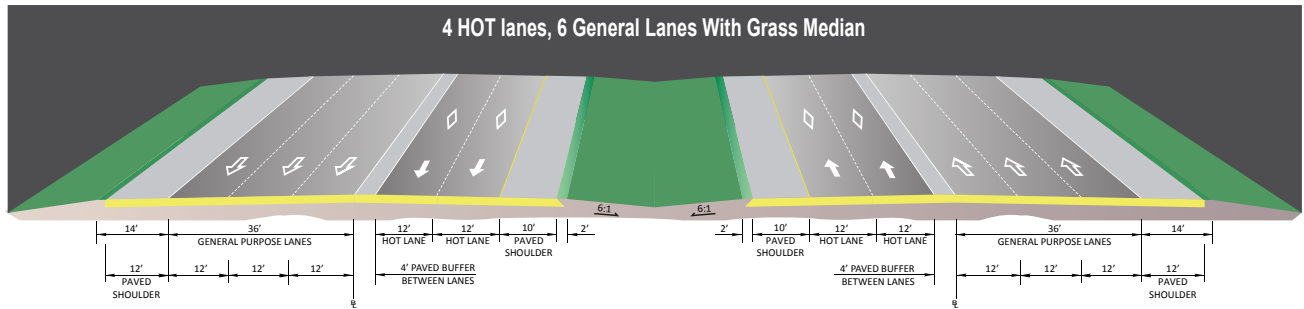 4 HOT lanes, 6 General Lanes With Grass Median
6:1 6:1
14' 36' 12' 12' 10' 2' 2' 10' 12' 12' 36' 14'
GENERAL PURPOSE LANES HOT LANE HOT LANE PAVED SHOULDER PAVED SHOULDER HOT LANE HOT LANE GENERAL PURPOSE LANES
12' 12' 12' 12' 4' PAVED BUFFER 4' PAVED BUFFER 12' 12' 12' 12'
PAVED BETWEEN LANES BETWEEN LANES PAVED
SHOULDER SHOULDER